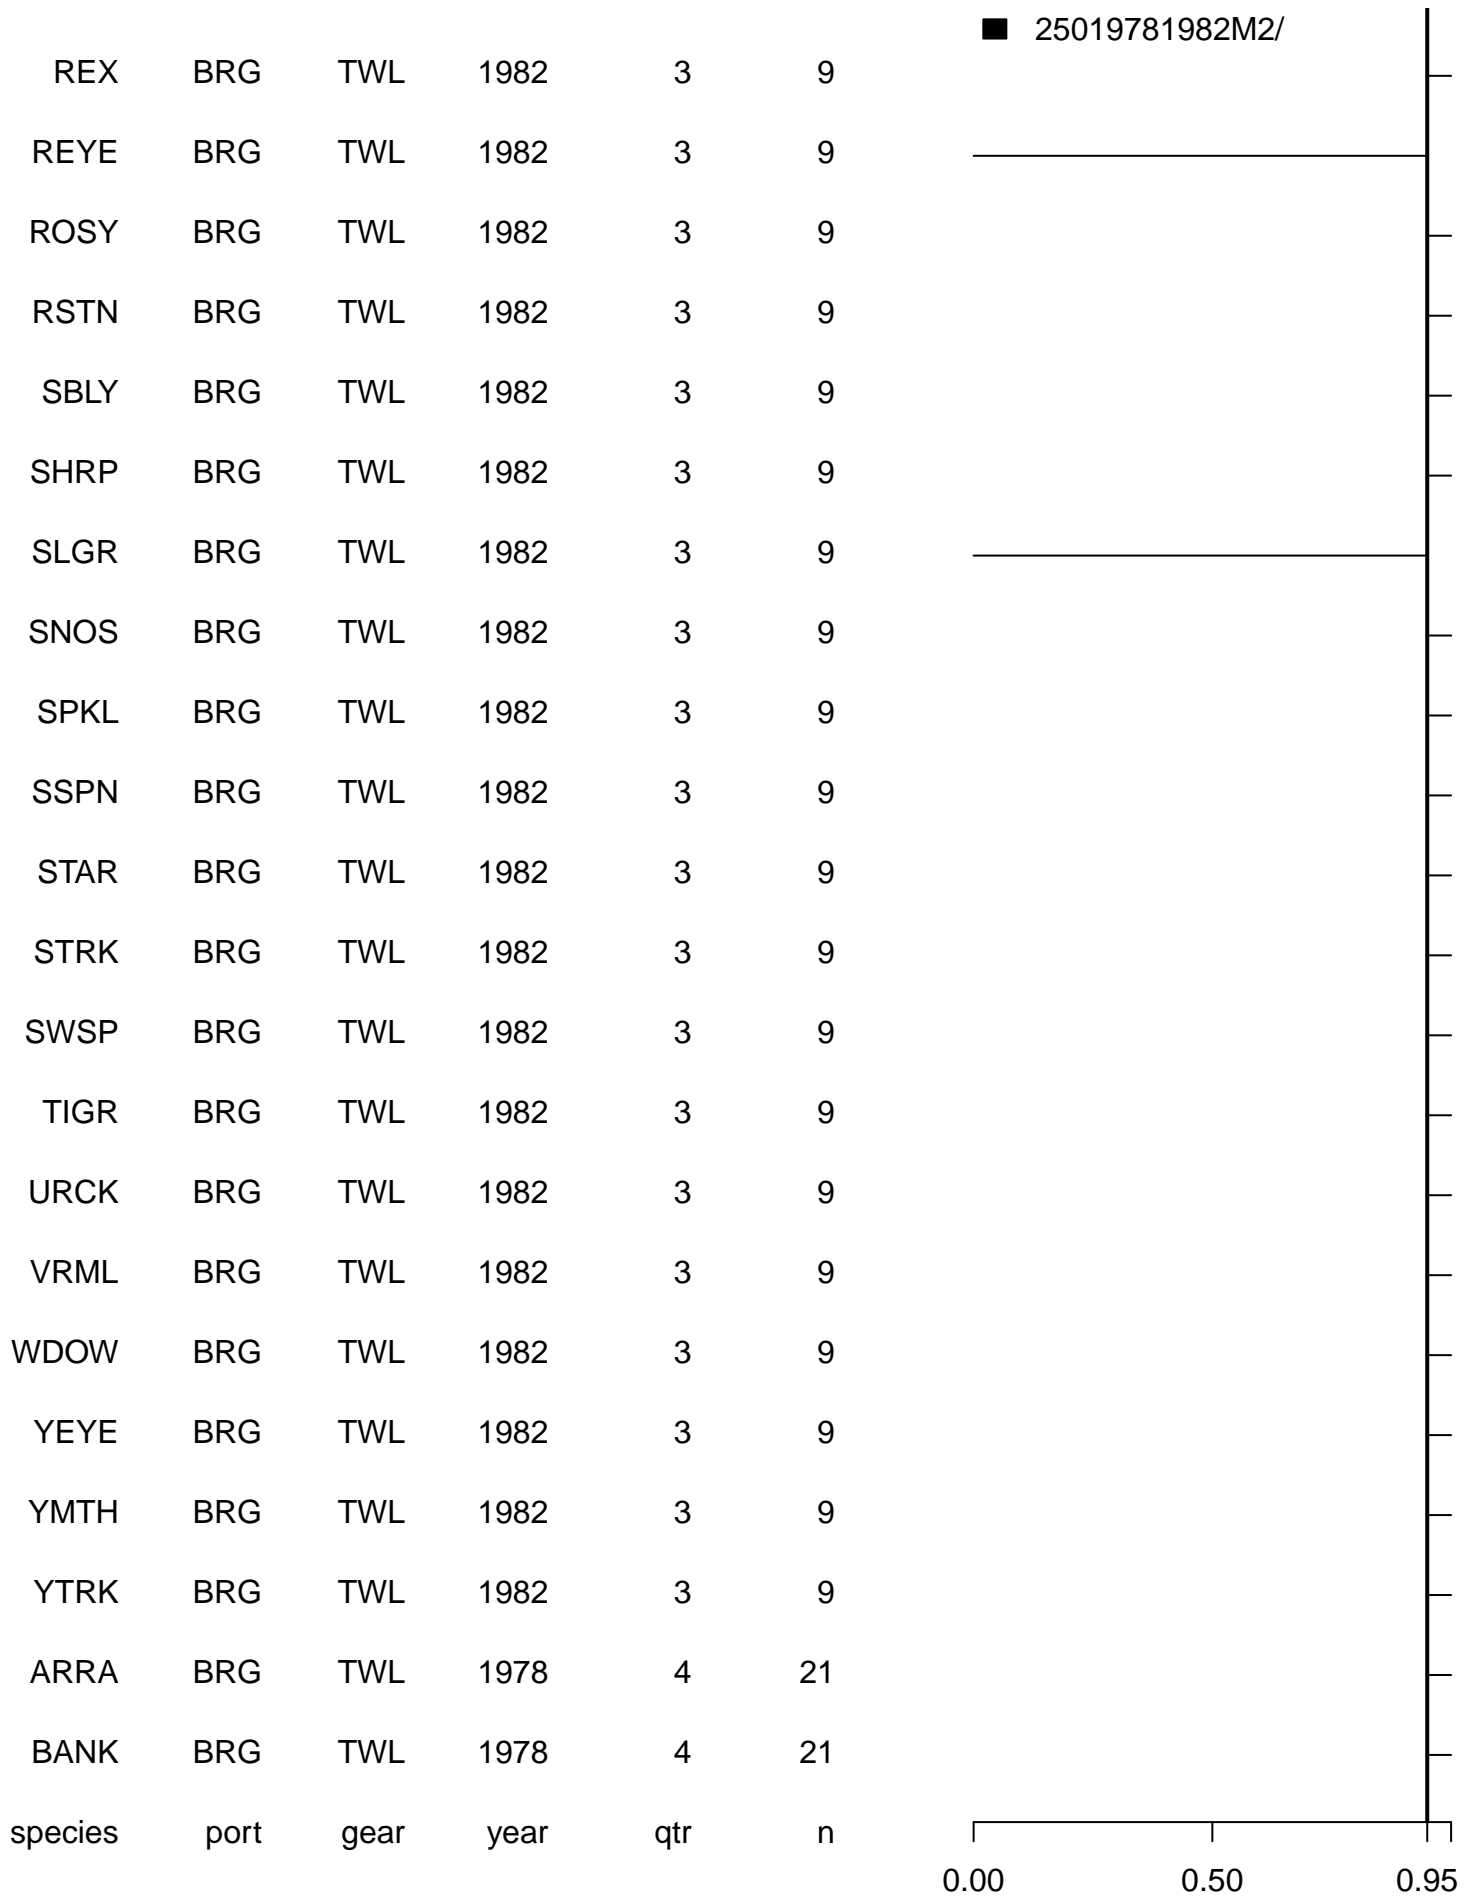 25019781982M2/
REX BRG TWL 1982 3 9
REYE BRG TWL 1982 3 9
ROSY BRG TWL 1982 3 9
RSTN BRG TWL 1982 3 9
SBLY BRG TWL 1982 3 9
SHRP BRG TWL 1982 3 9
SLGR BRG TWL 1982 3 9
SNOS BRG TWL 1982 3 9
SPKL BRG TWL 1982 3 9
SSPN BRG TWL 1982 3 9
STAR BRG TWL 1982 3 9
STRK BRG TWL 1982 3 9
SWSP BRG TWL 1982 3 9
TIGR BRG TWL 1982 3 9
URCK BRG TWL 1982 3 9
VRML BRG TWL 1982 3 9
WDOW BRG TWL 1982 3 9
YEYE BRG TWL 1982 3 9
YMTH BRG TWL 1982 3 9
YTRK BRG TWL 1982 3 9
ARRA BRG TWL 1978 4 21
BANK BRG TWL 1978 4 21
species port gear year qtr n
0.00 0.50 0.95